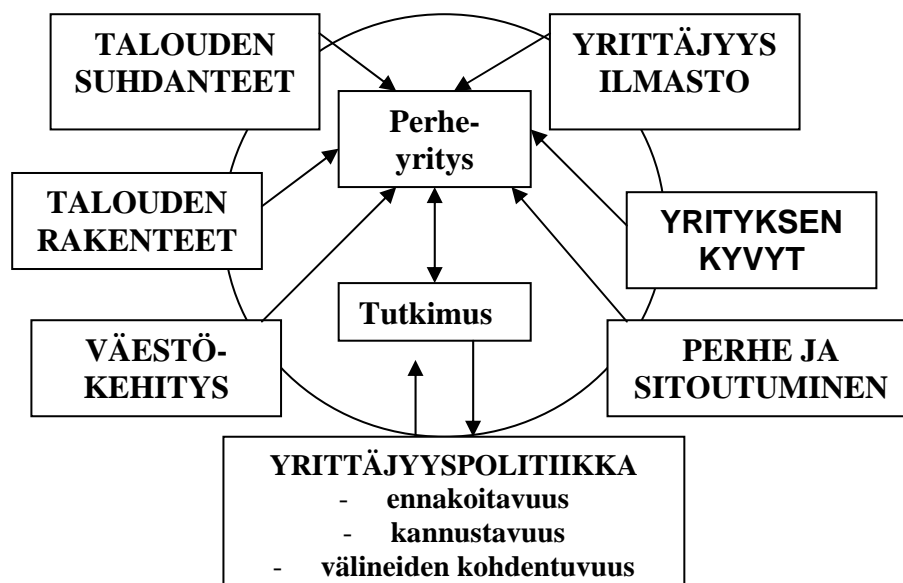 TALOUDEN
SUHDANTEET
YRITTÄJYYS
ILMASTO
Perhe-
yritys
TALOUDEN
RAKENTEET
YRITYKSEN
KYVYT
Tutkimus
VÄESTÖ-
KEHITYS
PERHE JA
SITOUTUMINEN
YRITTÄJYYSPOLITIIKKA
- ennakoitavuus
- kannustavuus
- välineiden kohdentuvuus